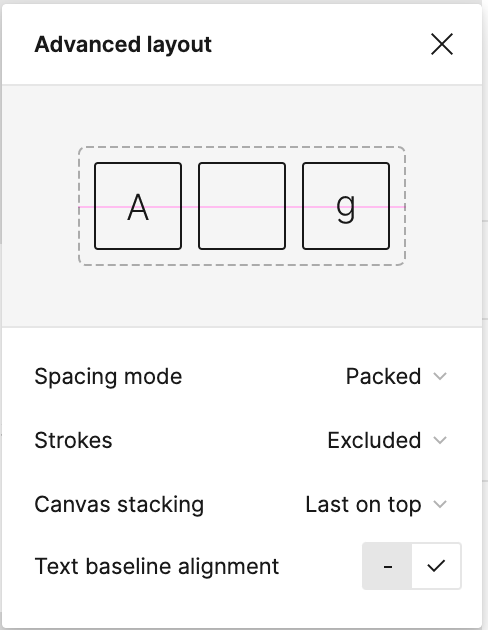 Advanced layout
A g
Spacing mode Packed
Strokes Excluded
Canvas stacking Last on top
Text baseline alignment -